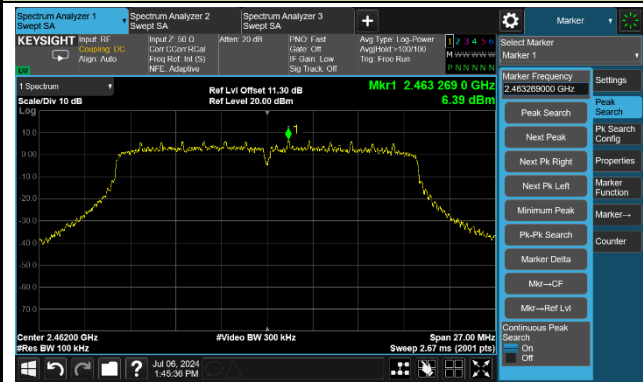 Spectrum Analyzer 1
Swept SA
Spectrum Analyzer 2
Swept SA
Spectrum Analyzer 3
Swept SA
Marker
KEYSIGHT
Input: RF
Coupling: DC
Align: Auto
Input Z: 50 Ω
Corr CCorr RCal
Freq Ref: Int (S)
NFE: Adaptive
Atten: 20 dB
PNO: Fast
Gate: Off
IF Gain: Low
Sig Track: Off
Avg Type: Log-Power
Avg|Hold:>100/100
Trig: Free Run
1 2 3 4 5 6
M W W W W W
P N N N N N
LVI
Select Marker
Marker 1
1 Spectrum
Scale/Div 10 dB
Log
Ref Lvl Offset 11.30 dB
Ref Level 20.00 dBm
Mkr1 2.463 269 0 GHz
6.39 dBm
1
10.0
0.00
-10.0
-20.0
-30.0
-40.0
-50.0
-60.0
-70.0
Center 2.46200 GHz
#Res BW 100 kHz
#Video BW 300 kHz
Span 27.00 MHz
Sweep 2.67 ms (2001 pts)
Marker Frequency
2.463269000 GHz
Peak Search
Next Peak
Next Pk Right
Next Pk Left
Minimum Peak
Pk-Pk Search
Marker Delta
Mkr→CF
Mkr→Ref Lvl
Continuous Peak
Search
On
Off
Settings
Peak
Search
Pk Search
Config
Properties
Marker
Function
Marker→
Counter
?
Jul 06, 2024
1:45:36 PM